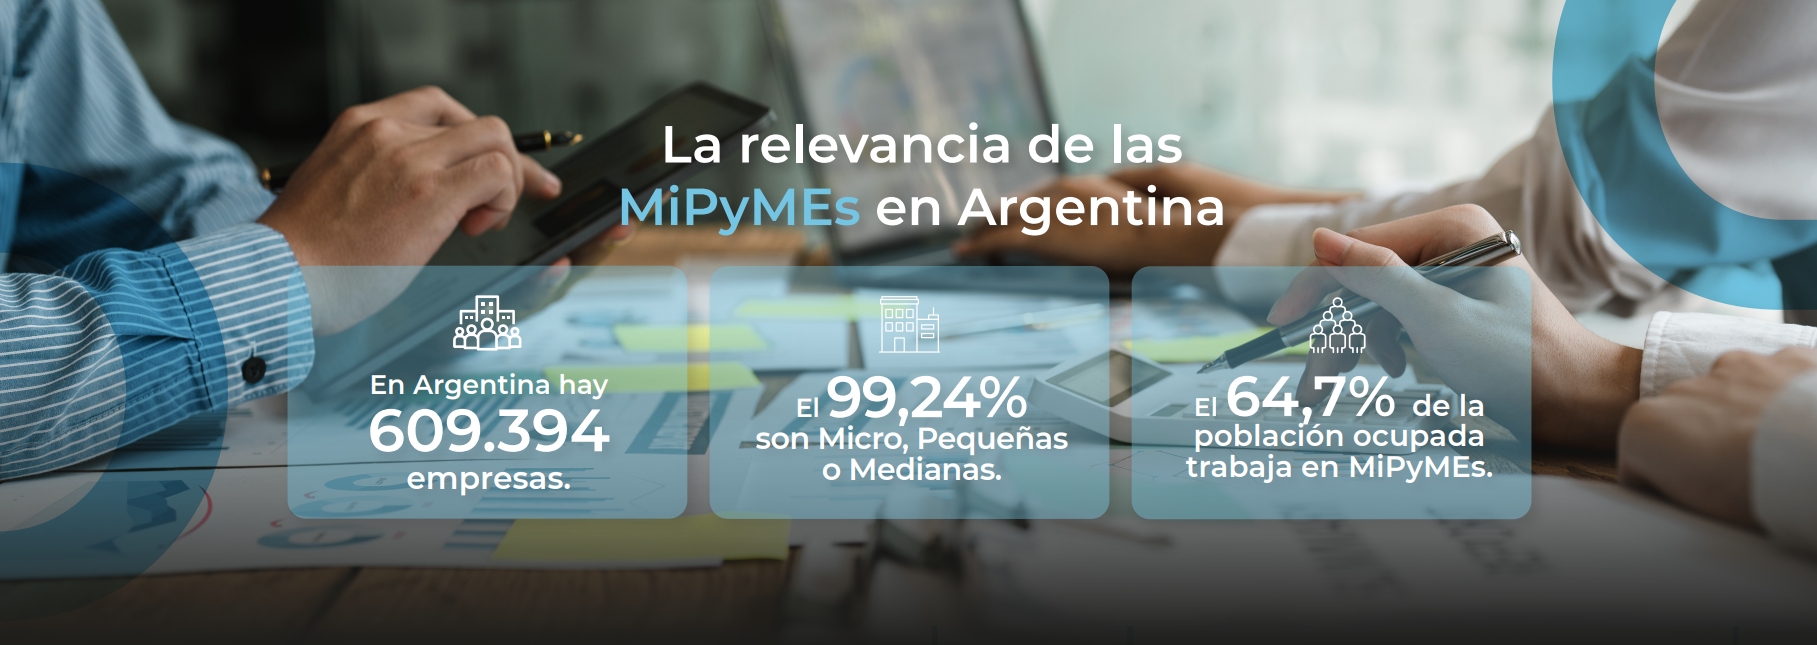 La relevancia de las
MiPyMEs en Argentina
En Argentina hay
609.394
empresas.
El 99,24%
son Micro, Pequeñas
o Medianas.
El 64,7% de la
población ocupada
trabaja en MiPyMEs.